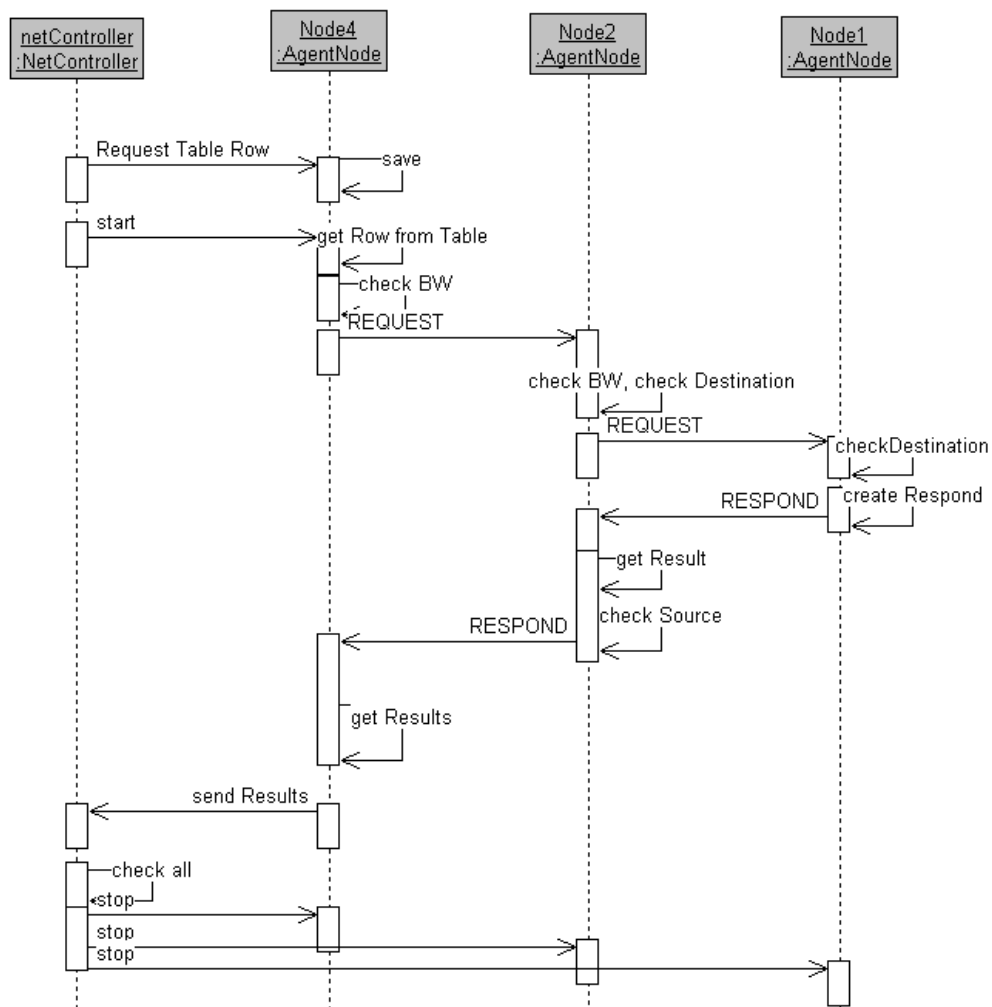 netController
:NetController
Node4
:AgentNode
Node2
:AgentNode
Node1
:AgentNode
Request Table Row
save
start
get Row from Table
check BW
REQUEST
check BW, check Destination
REQUEST
checkDestination
RESPOND
create Respond
get Result
RESPOND
check Source
get Results
send Results
check all
stop
stop
stop